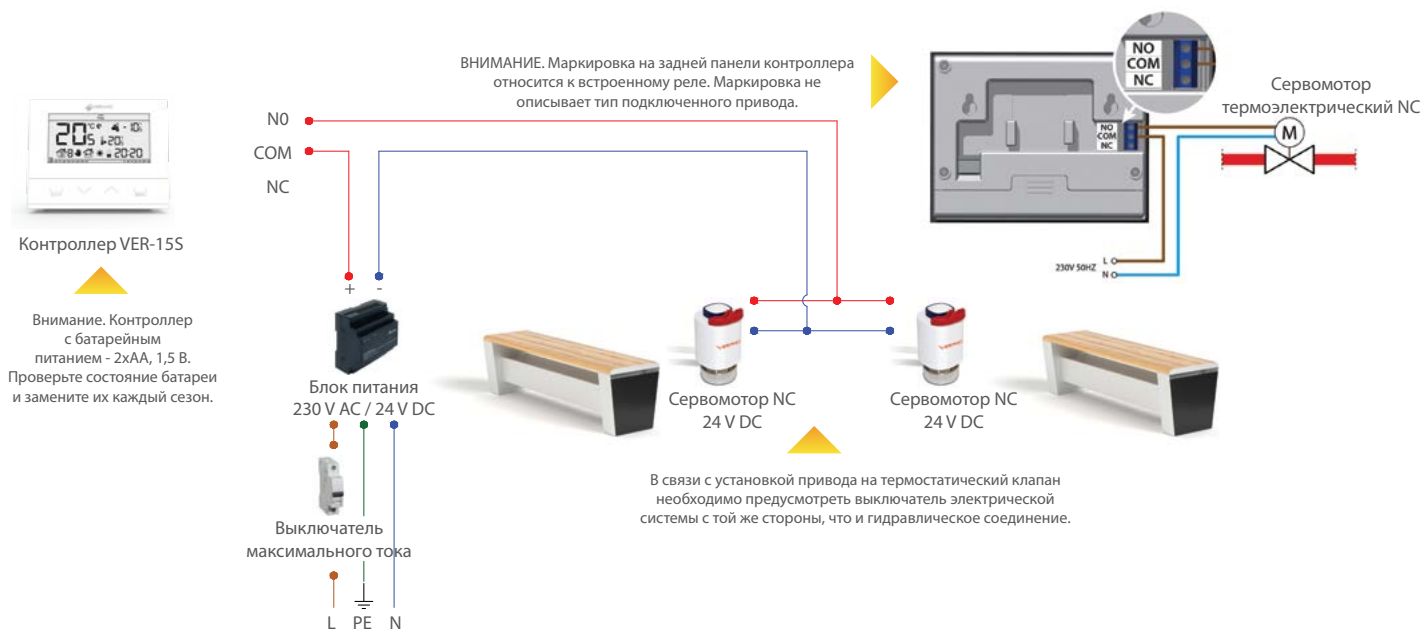 ВНИМАНИЕ. Маркировка на задней панели контроллера
относится к встроенному реле. Маркировка не
описывает тип подключенного привода.
NO
COM
NC
NO
COM
NC
Сервомотор
термоэлектрический NC
M
230V 50HZ
L
N
20.5 °C
20:20
Контроллер VER-15S
Внимание. Контроллер
с батарейным
питанием - 2xAA, 1,5 В.
Проверьте состояние батареи
и замените их каждый сезон.
N0
COM
NC
+ -
Блок питания
230 V AC / 24 V DC
Выключатель
максимального тока
L PE N
Сервомотор NC
24 V DC
Сервомотор NC
24 V DC
В связи с установкой привода на термостатический клапан
необходимо предусмотреть выключатель электрической
системы с той же стороны, что и гидравлическое соединение.